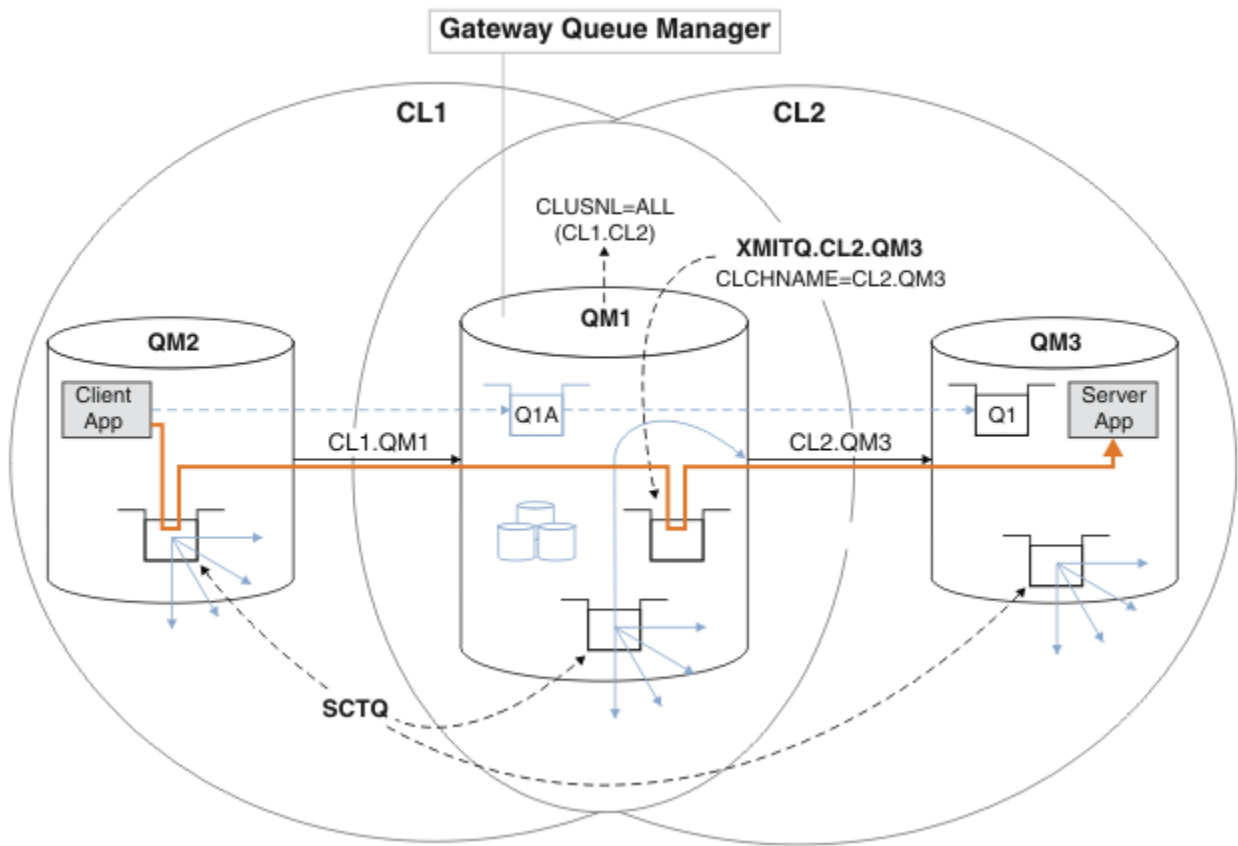 Gateway Queue Manager
CL1
CL2
CLUSNL=ALL
(CL1.CL2)
XMITQ.CL2.QM3
CLCHNAME=CL2.QM3
QM2
QM1
QM3
Client
App
Q1A
Q1
Server
App
CL1.QM1
CL2.QM3
SCTQ